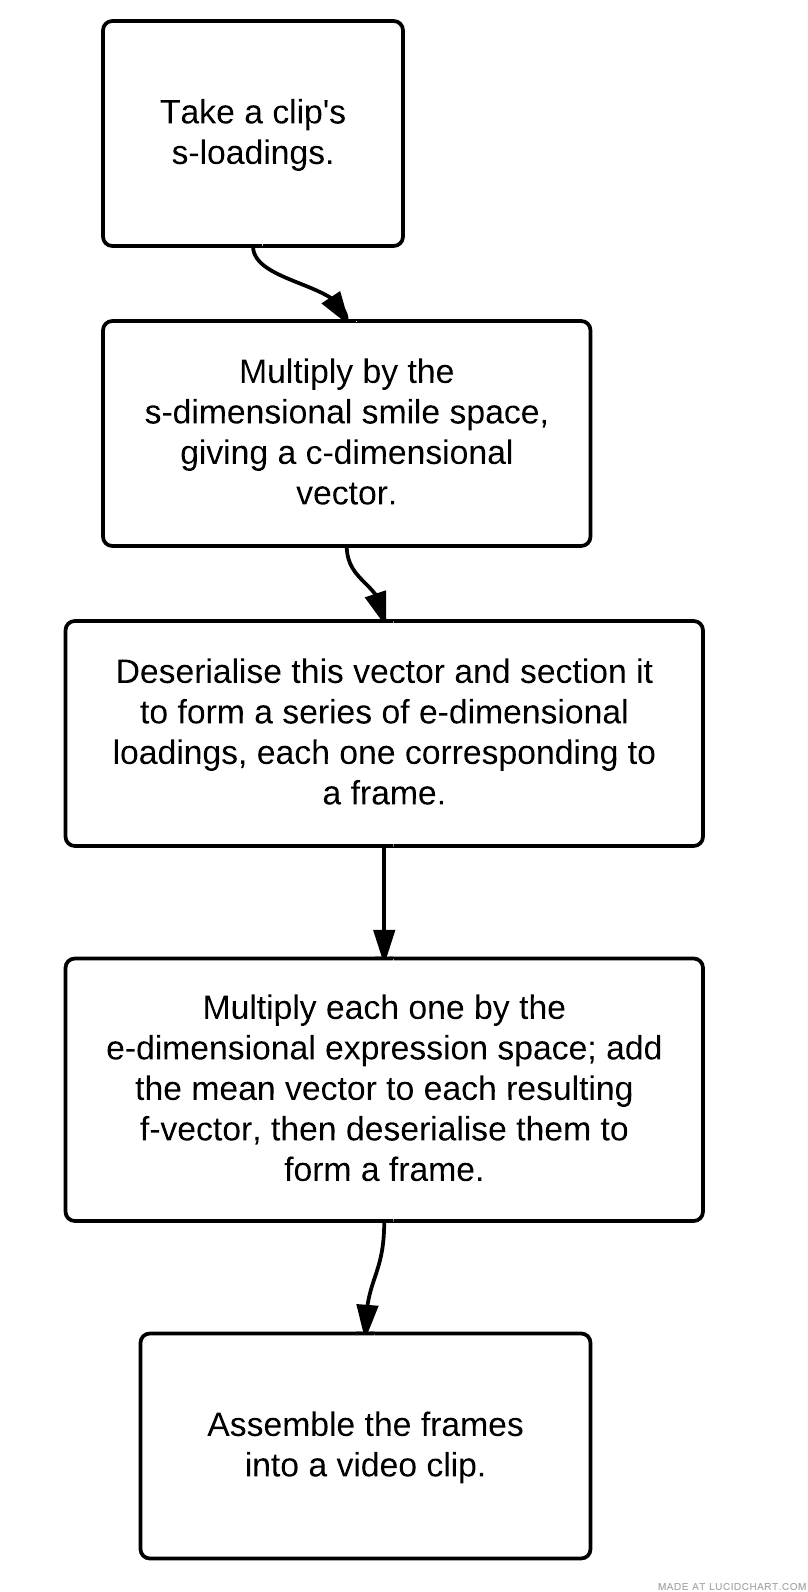 Take a clip's
s-loadings.
Multiply by the
s-dimensional smile space,
giving a c-dimensional
vector.
Deserialise this vector and section it
to form a series of e-dimensional
loadings, each one corresponding to
a frame.
Multiply each one by the
e-dimensional expression space; add
the mean vector to each resulting
f-vector, then deserialise them to
form a frame.
Assemble the frames
into a video clip.
MADE AT LUCIDCHART.COM